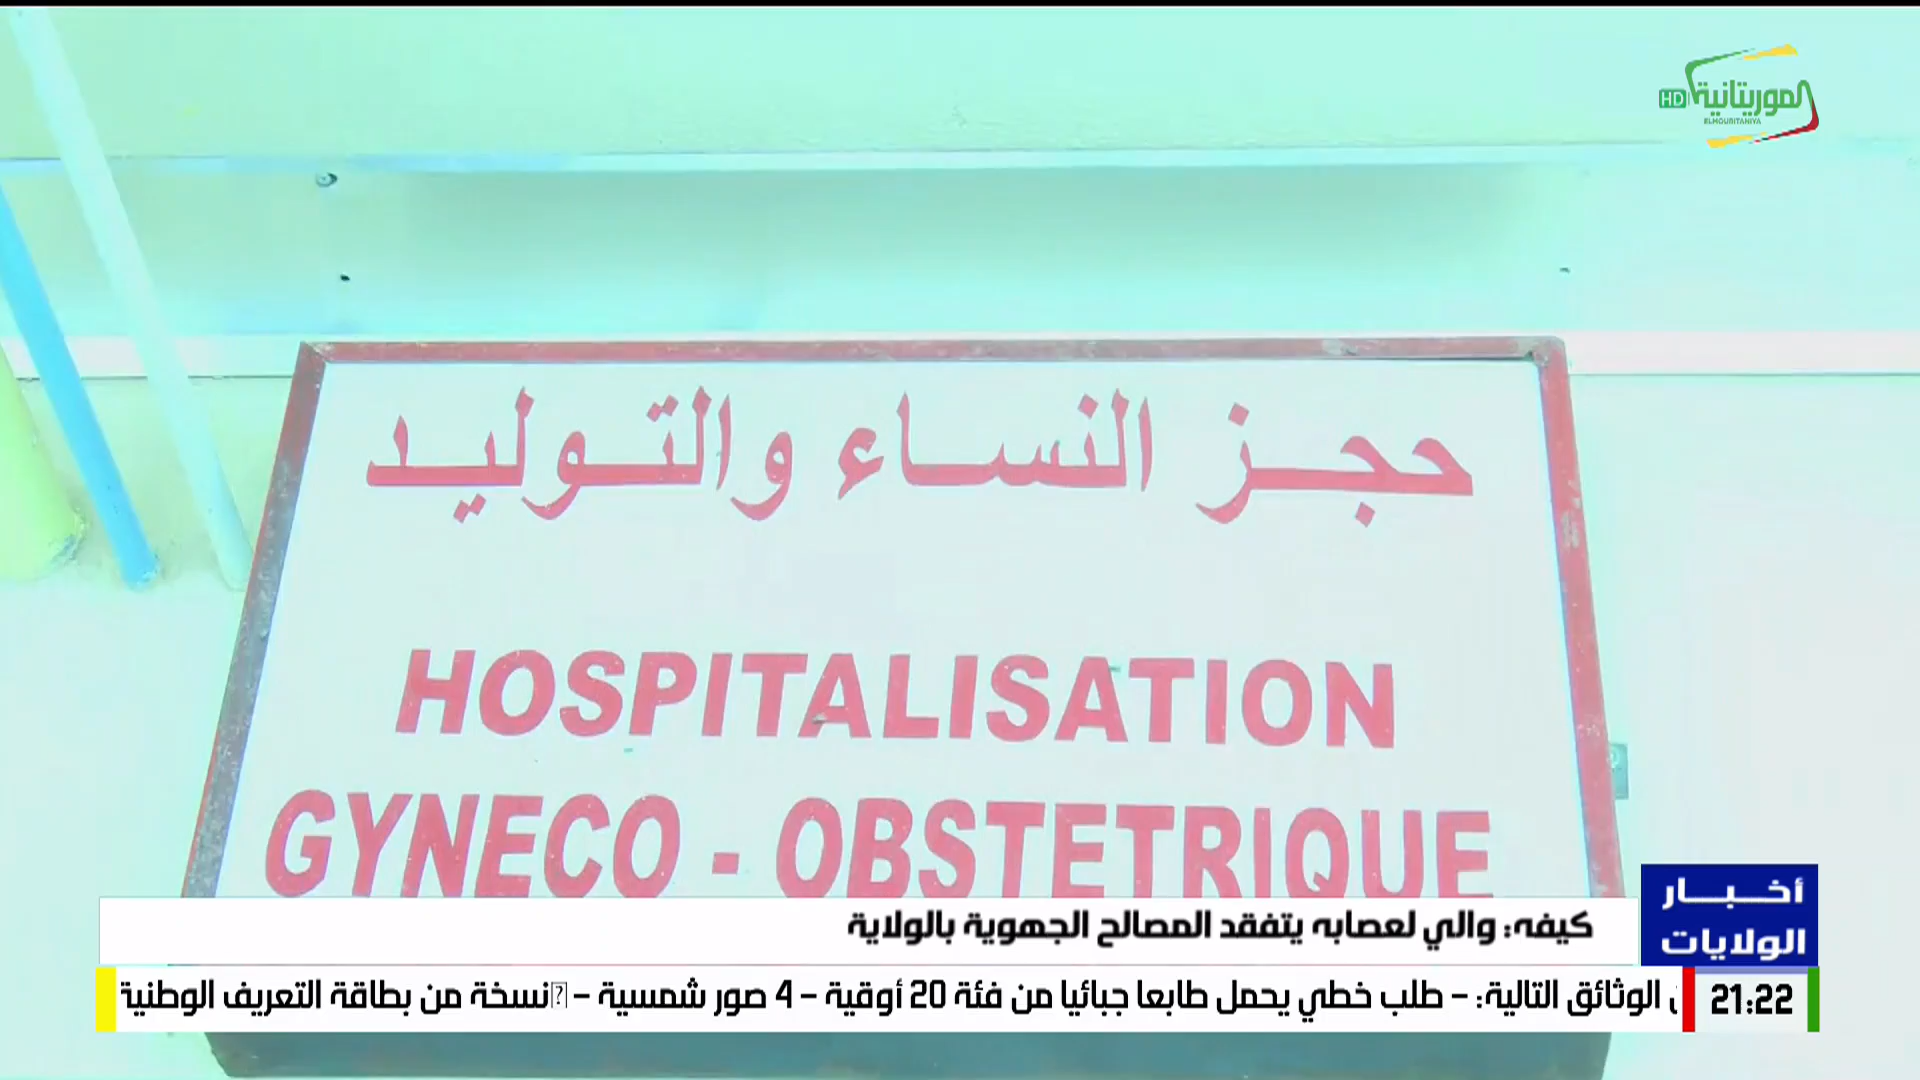 الموريتانية
HD
ELMOURITANIYA
حجز النساء والتوليد
HOSPITALISATION
GYNECO - OBSTETRIQUE
أخبار
الولايات
كيفه: والي لعصابه يتفقد المصالح الجهوية بالولاية
21:22
الوثائق التالية: – طلب خطي يحمل طابعا جبائيا من فئة 20 أوقية – 4 صور شمسية – نسخة من بطاقة التعريف الوطنية